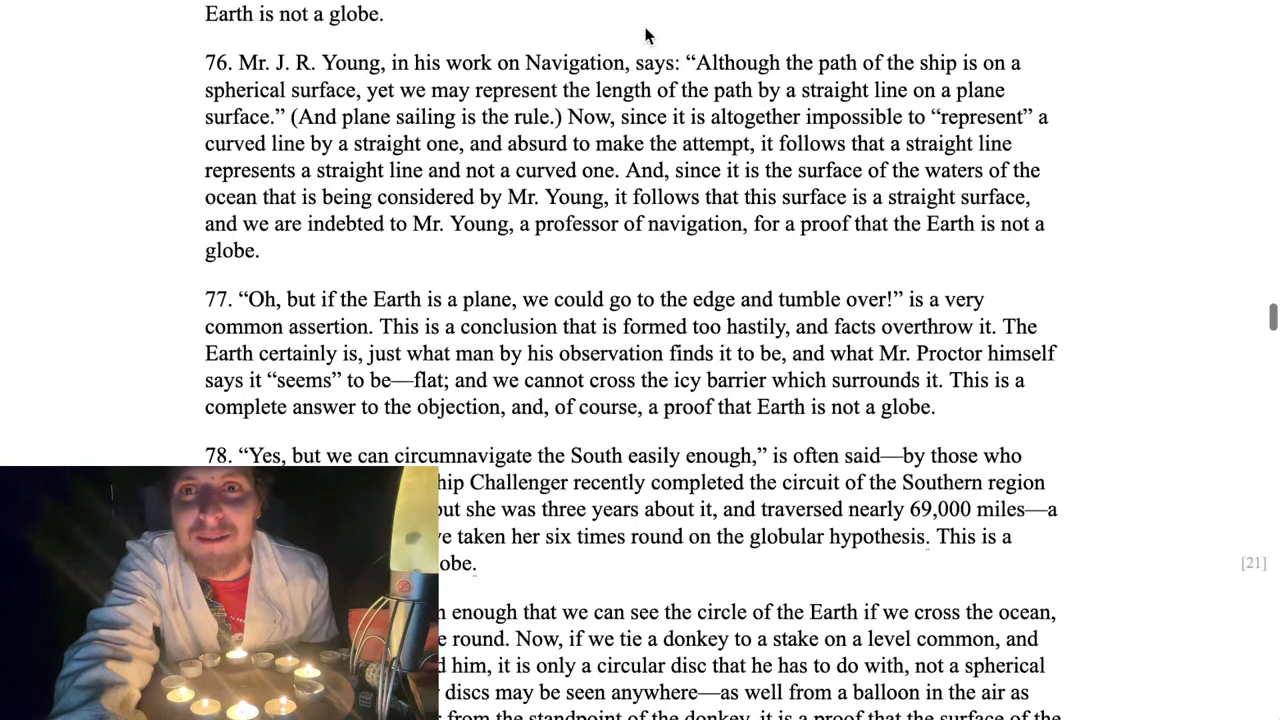 Earth is not a globe.
76. Mr. J. R. Young, in his work on Navigation, says: “Although the path of the ship is on a
spherical surface, yet we may represent the length of the path by a straight line on a plane
surface.” (And plane sailing is the rule.) Now, since it is altogether impossible to “represent” a
curved line by a straight one, and absurd to make the attempt, it follows that a straight line
represents a straight line and not a curved one. And, since it is the surface of the waters of the
ocean that is being considered by Mr. Young, it follows that this surface is a straight surface,
and we are indebted to Mr. Young, a professor of navigation, for a proof that the Earth is not a
globe.
77. “Oh, but if the Earth is a plane, we could go to the edge and tumble over!” is a very
common assertion. This is a conclusion that is formed too hastily, and facts overthrow it. The
Earth certainly is, just what man by his observation finds it to be, and what Mr. Proctor himself
says it “seems” to be—flat; and we cannot cross the icy barrier which surrounds it. This is a
complete answer to the objection, and, of course, a proof that Earth is not a globe.
78. “Yes, but we can circumnavigate the South easily enough,” is often said—by those who
hip Challenger recently completed the circuit of the Southern region
but she was three years about it, and traversed nearly 69,000 miles—a
ve taken her six times round on the globular hypothesis. This is a
obe.
[21]
n enough that we can see the circle of the Earth if we cross the ocean,
e round. Now, if we tie a donkey to a stake on a level common, and
d him, it is only a circular disc that he has to do with, not a spherical
discs may be seen anywhere—as well from a balloon in the air as
from the standpoint of the donkey, it is a proof that the surface of the